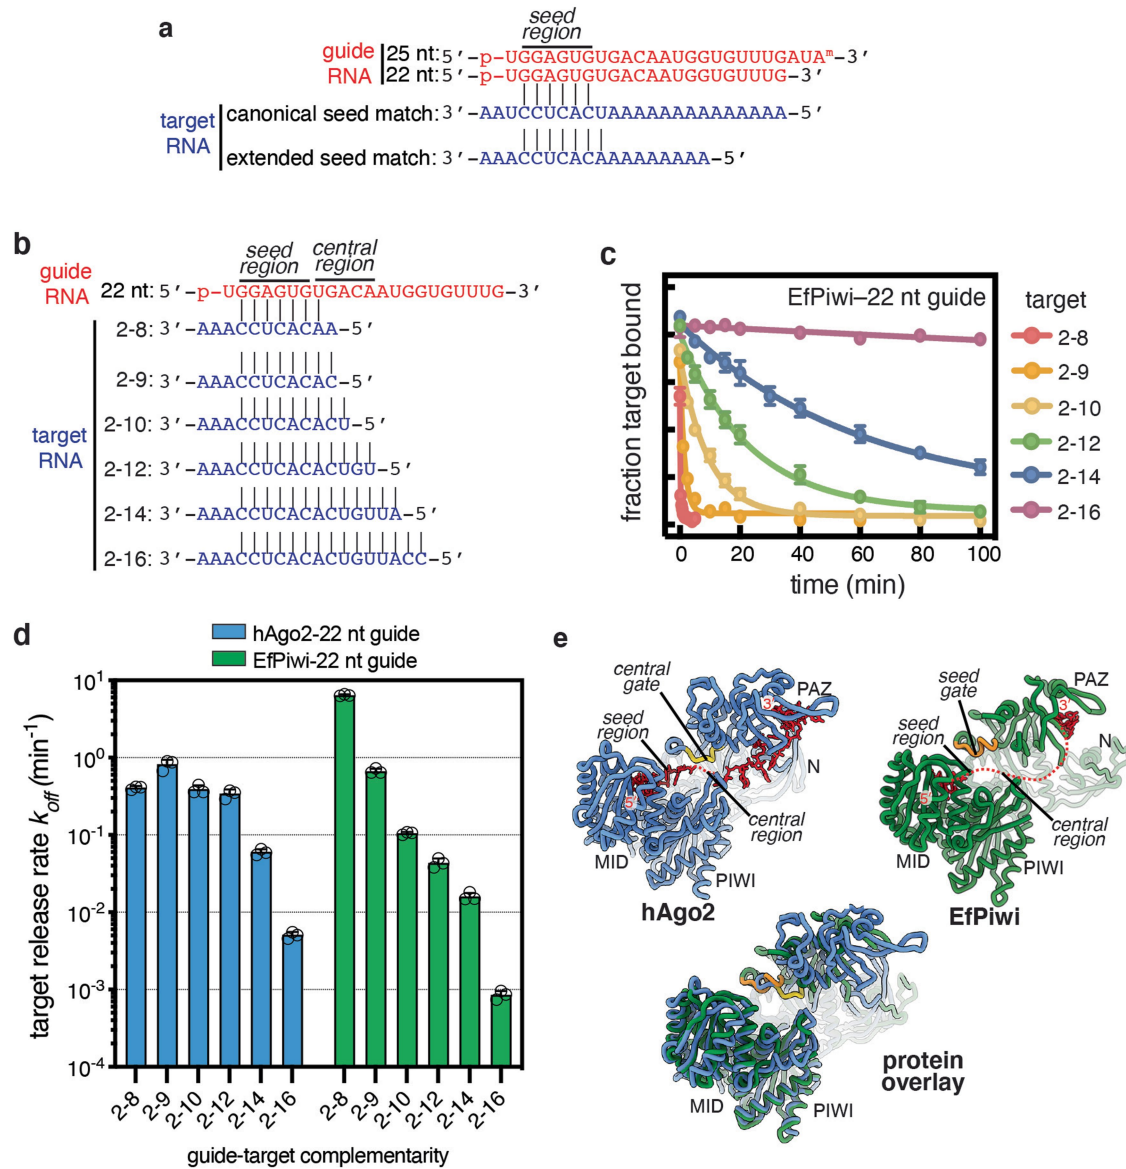 a
seed
region
guide
RNA
25 nt: 5′-p-UGGAGUGUGACAAUGGUGUUUGAUAm-3′
22 nt: 5′-p-UGGAGUGUGACAAUGGUGUUUG-3′
target
RNA
canonical seed match: 3′-AAUCCUCACUAAAAAAAAAAAAAA-5′
extended seed match: 3′-AAACCUCACAAAAAAAAA-5′
b
seed
region
central
region
guide
RNA
22 nt: 5′-p-UGGAGUGUGACAAUGGUGUUUG-3′
target
RNA
2-8: 3′-AAACCUCACAA-5′
2-9: 3′-AAACCUCACAC-5′
2-10: 3′-AAACCUCACACU-5′
2-12: 3′-AAACCUCACACUGU-5′
2-14: 3′-AAACCUCACACUGUUA-5′
2-16: 3′-AAACCUCACACUGUUACC-5′
c
EfPiwi–22 nt guide
fraction target bound
0 20 40 60 80 100
time (min)
target
2-8
2-9
2-10
2-12
2-14
2-16
d
hAgo2-22 nt guide
EfPiwi-22 nt guide
target release rate koff (min-1)
101
100
10-1
10-2
10-3
10-4
2-8 2-9 2-10 2-12 2-14 2-16 2-8 2-9 2-10 2-12 2-14 2-16
guide-target complementarity
e
central
gate
seed
region
PAZ
3′
N
5′
central
region
MID
PIWI
hAgo2
seed
gate
seed
region
PAZ
3′
N
5′
central
region
MID
PIWI
EfPiwi
MID
PIWI
protein
overlay